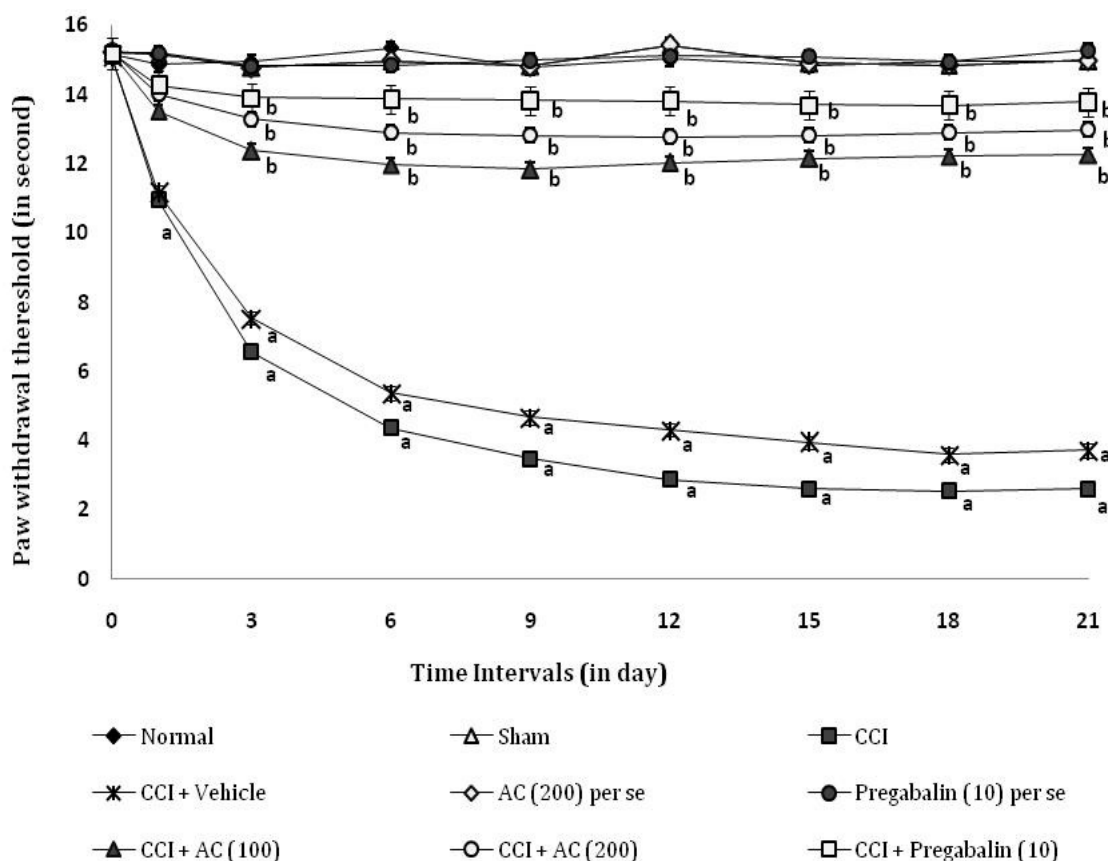 16
14
12
10
8
6
4
2
0
Paw withdrawal thereshold (in second)
b b b b b b b
b b b b b b b
b b b b b b b
a
a a a a a a a
a a a a a a a
0 3 6 9 12 15 18 21
Time Intervals (in day)
Normal Sham CCI
CCI + Vehicle AC (200) per se Pregabalin (10) per se
CCI + AC (100) CCI + AC (200) CCI + Pregabalin (10)